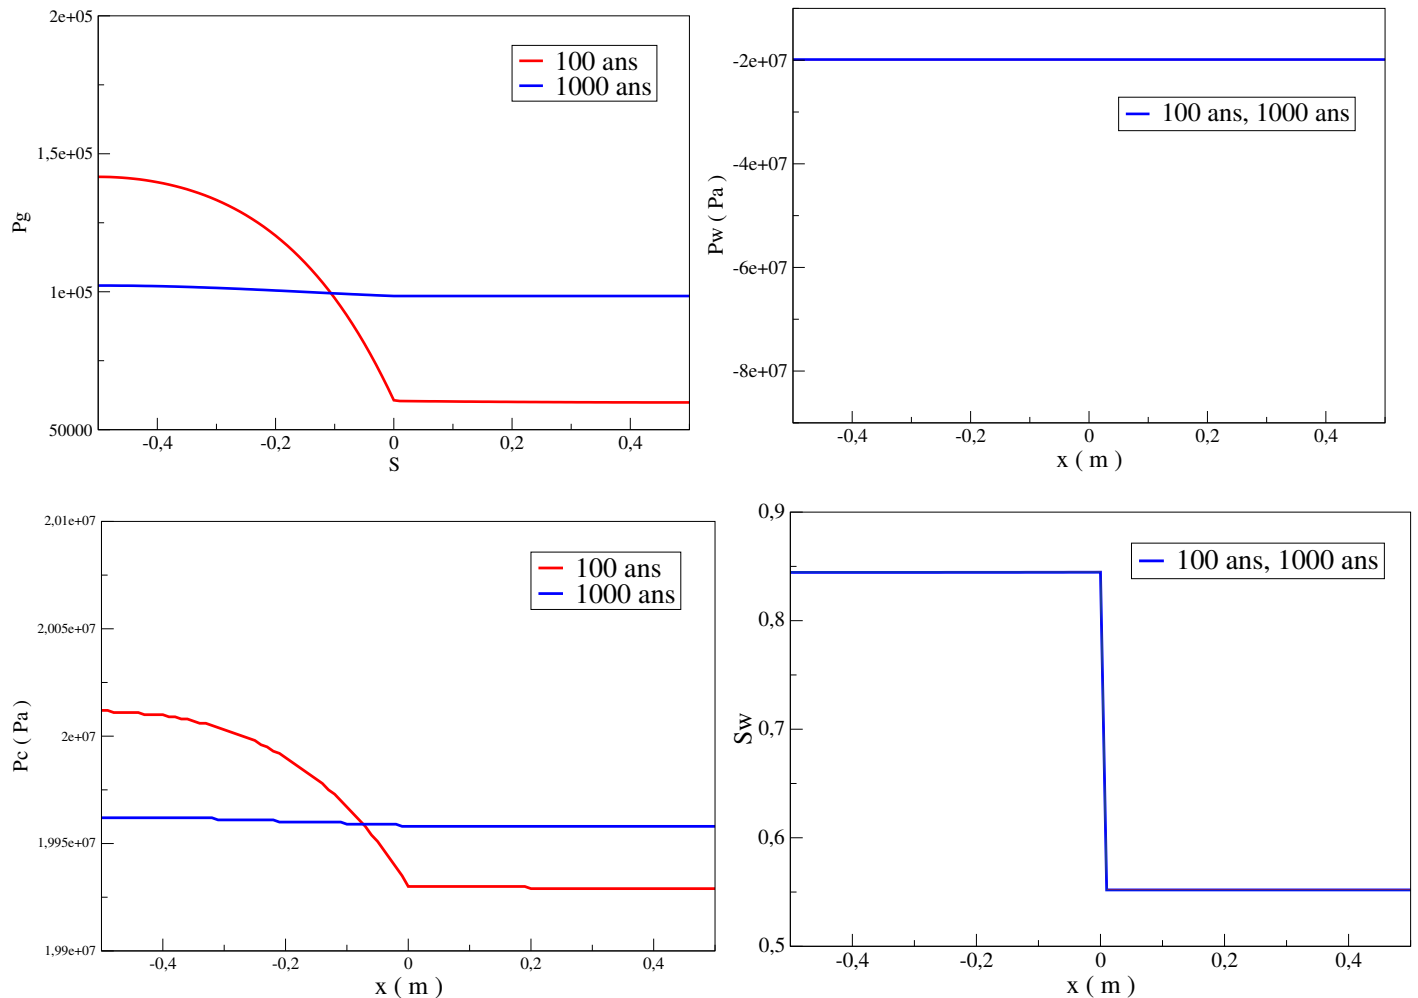 2e+05
1,5e+05
1e+05
50000
Pg
-0,4
-0,2
0
0,2
0,4
S
100 ans
1000 ans
-2e+07
-4e+07
-6e+07
-8e+07
Pw ( Pa )
-0,4
-0,2
0
0,2
0,4
x ( m )
100 ans, 1000 ans
2,01e+07
2,005e+07
2e+07
1,995e+07
1,99e+07
Pc ( Pa )
-0,4
-0,2
0
0,2
0,4
x ( m )
100 ans
1000 ans
0,9
0,8
0,7
0,6
0,5
Sw
-0,4
-0,2
0
0,2
0,4
x ( m )
100 ans, 1000 ans